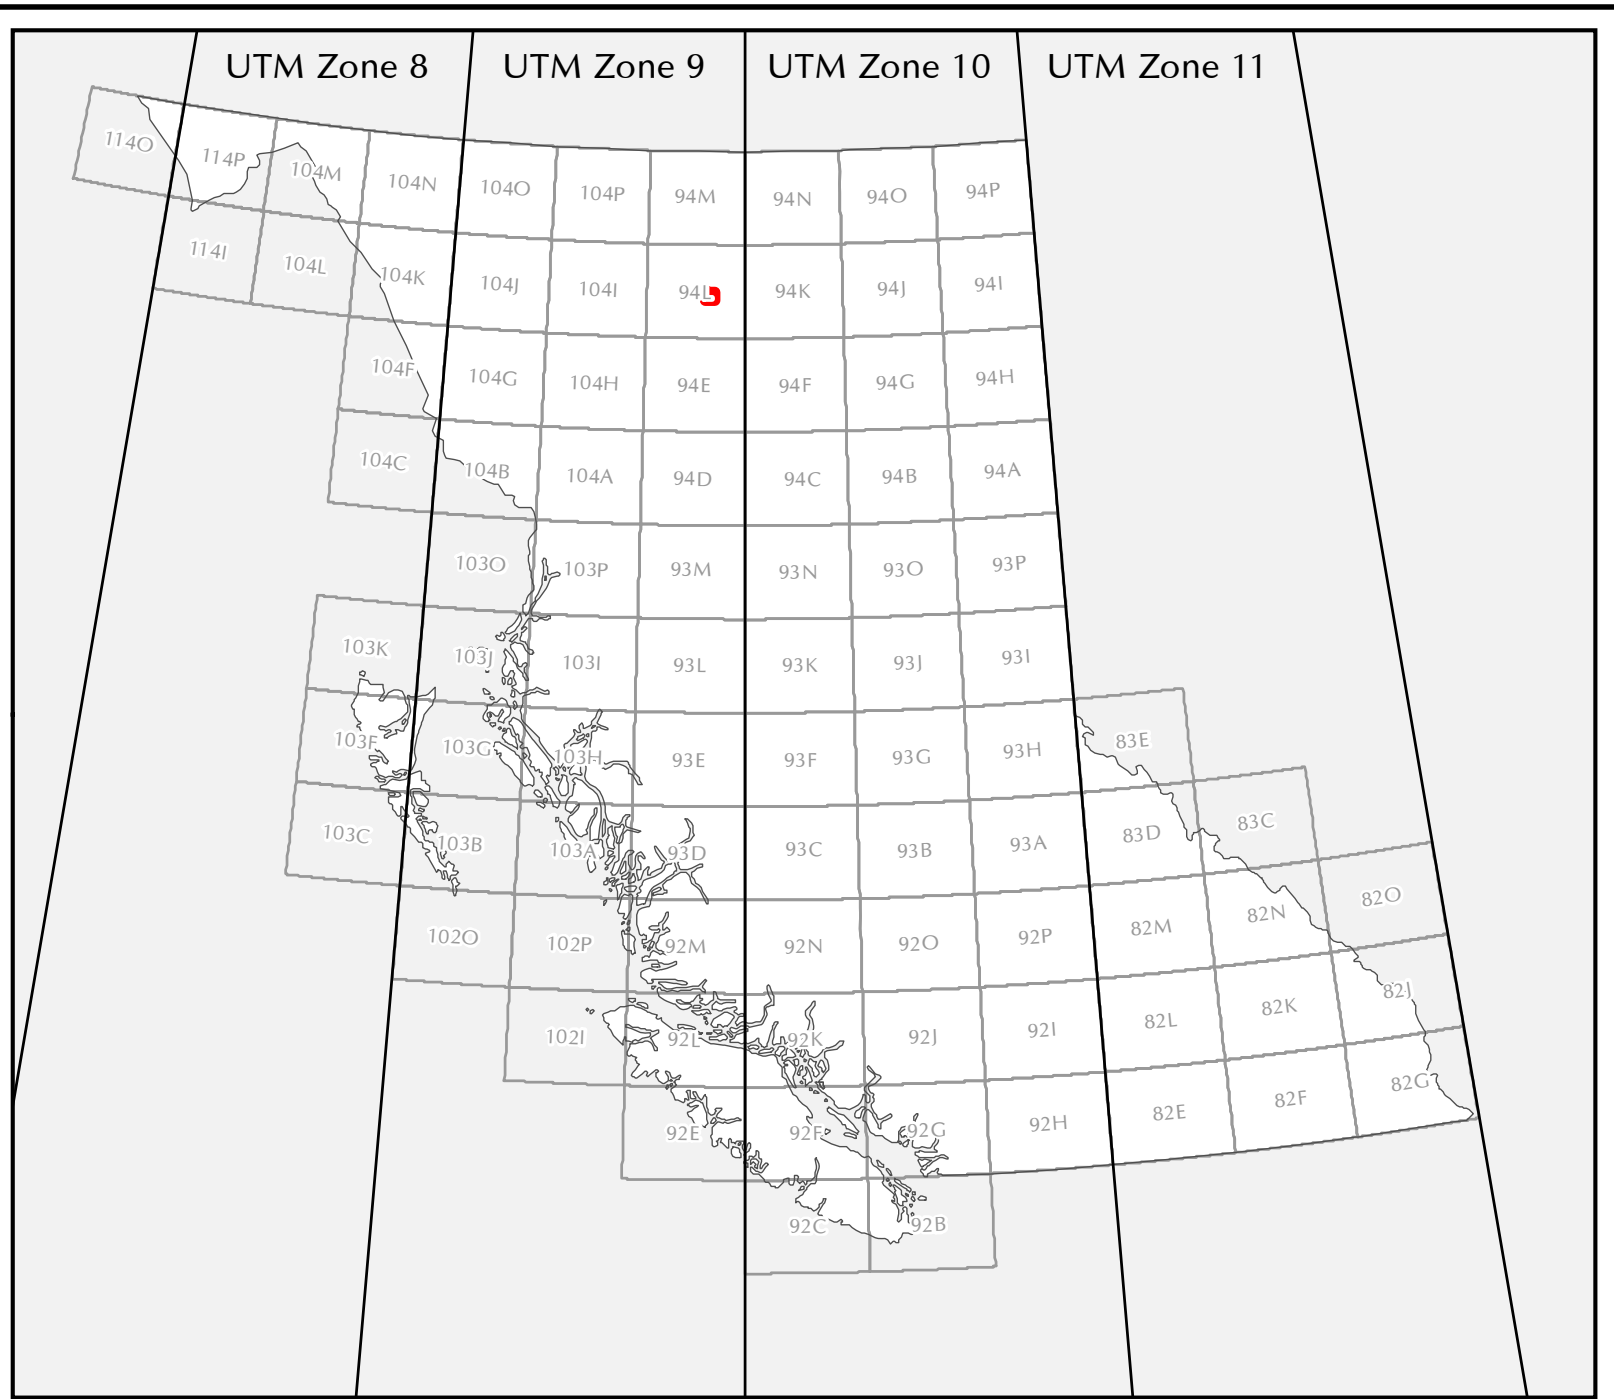 UTM Zone 8 UTM Zone 9 UTM Zone 10 UTM Zone 11
114O 114P 104M 104N 104O 104P 94M 94N 94O 94P
114I 104L 104K 104J 104I 94L 94K 94J 94I
104F 104G 104H 94E 94F 94G 94H
104C 104B 104A 94D 94C 94B 94A
103O 103P 93M 93N 93O 93P
103K 103J 103I 93L 93K 93J 93I
103F 103G 103H 93E 93F 93G 93H 83E
103C 103B 103A 93D 93C 93B 93A 83D 83C
102O 102P 92M 92N 92O 92P 82M 82N 82O
102I 92L 92K 92J 92I 82L 82K 82J
92E 92F 92G 92H 82E 82F 82G
92C 92B